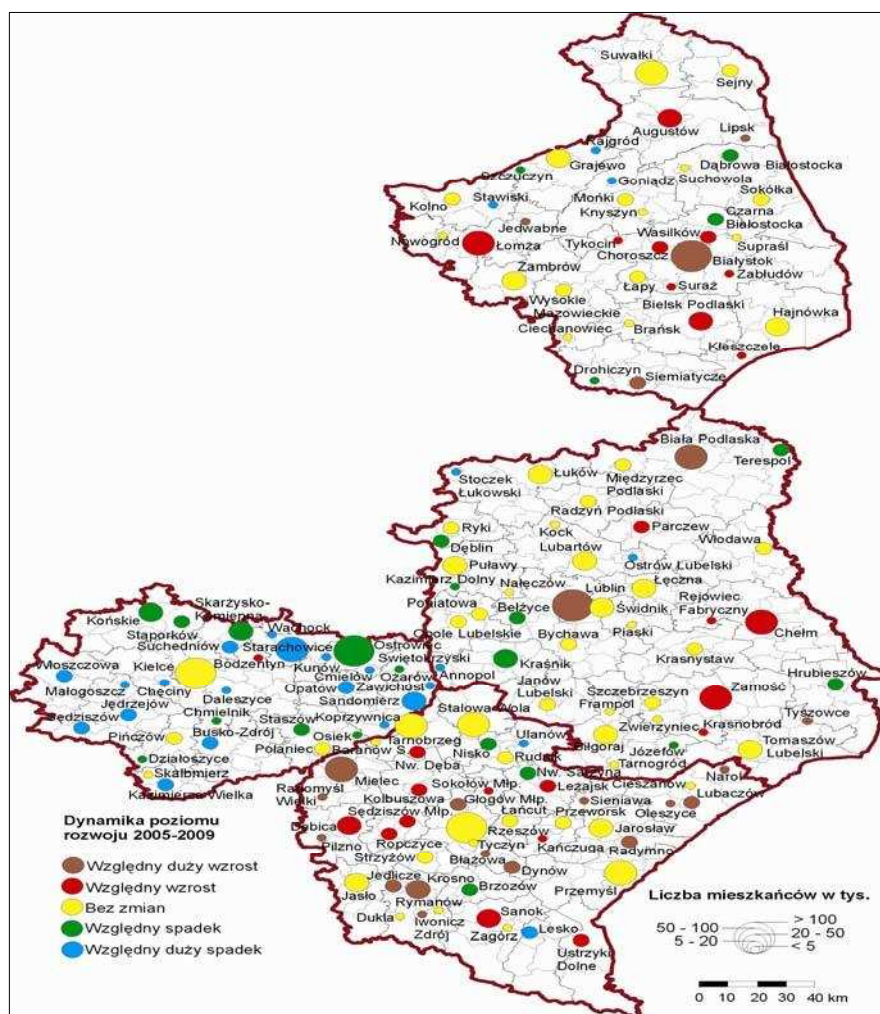 Suwałki
Sejny
Augustów
Lipsk
Rajgród
Grajewo
Dąbrowa Białostocka
Szczuczyn
Suchowola
Goniądz
Stawiski
Sokółka
Kolno
Mońki
Knyszyn
Czarna
Białostocka
Jedwabne
Wasilków
Nowogród
Łomża
Tykocin
Supraśl
Choroszcz
Białystok
Zabłudów
Zambrów
Łapy
Suraż
Wysokie
Mazowieckie
Bielsk Podlaski
Hajnówka
Ciechanowiec
Brańsk
Kleszczele
Drohiczyn
Siemiatycze
Biała Podlaska
Terespol
Stoczek
Łukowski
Łuków
Międzyrzec
Podlaski
Radzyń Podlaski
Ryki
Kock
Parczew
Włodawa
Dęblin
Lubartów
Puławy
Ostrów Lubelski
Kazimierz Dolny
Nałęczów
Łęczna
Lublin
Rejowiec
Fabryczny
Poniatowa
Bełżyce
Świdnik
Opole Lubelskie
Bychawa
Piaski
Chełm
Krasnystaw
Kraśnik
Annopol
Janów
Lubelski
Hrubieszów
Szczebrzeszyn
Zamość
Frampol
Tyszowce
Zwierzyniec
Krasnobród
Biłgoraj
Józefów
Tomaszów
Lubelski
Tarnogród
Skarżysko-
Kamienna
Końskie
Stąporków
Wąchock
Suchedniów
Starachowice
Ostrowiec
Świętokrzyski
Włoszczowa
Kielce
Bodzentyn
Kunów
Ćmielów
Ożarów
Małogoszcz
Chęciny
Daleszyce
Opatów
Zawichost
Jędrzejów
Chmielnik
Sandomierz
Sędziszów
Staszów
Koprzywnica
Busko-Zdrój
Pińczów
Osiek
Połaniec
Działoszyce
Skalbmierz
Kazimierza Wielka
Stalowa Wola
Tarnobrzeg
Ulanów
Baranów S.
Nisko
Rudnik
Nw. Dęba
Nw. Sarzyna
Mielec
Radomyśl
Wielki
Sokołów Młp.
Leżajsk
Cieszanów
Narol
Kolbuszowa
Głogów Młp.
Sieniawa
Lubaczów
Sędziszów Młp.
Łańcut
Przeworsk
Oleszyce
Dębica
Rzeszów
Jarosław
Pilzno
Ropczyce
Tyczyn
Kańczuga
Radymno
Strzyżów
Błażowa
Dynów
Jedlicze
Krosno
Przemyśl
Jasło
Brzozów
Rymanów
Dukla
Iwonicz
Zdrój
Sanok
Zagórz
Lesko
Ustrzyki
Dolne
Dynamika poziomu
rozwoju 2005-2009
Względny duży wzrost
Względny wzrost
Bez zmian
Względny spadek
Względny duży spadek
Liczba mieszkańców w tys.
> 100
50 - 100
20 - 50
5 - 20
< 5
0 10 20 30 40 km